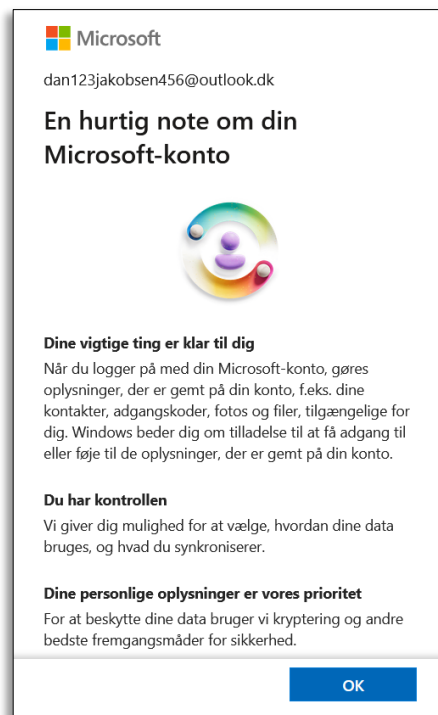 Microsoft
dan123jakobsen456@outlook.dk
En hurtig note om din
Microsoft-konto
Dine vigtige ting er klar til dig
Når du logger på med din Microsoft-konto, gøres
oplysninger, der er gemt på din konto, f.eks. dine
kontakter, adgangskoder, fotos og filer, tilgængelige for
dig. Windows beder dig om tilladelse til at få adgang til
eller føje til de oplysninger, der er gemt på din konto.
Du har kontrollen
Vi giver dig mulighed for at vælge, hvordan dine data
bruges, og hvad du synkroniserer.
Dine personlige oplysninger er vores prioritet
For at beskytte dine data bruger vi kryptering og andre
bedste fremgangsmåder for sikkerhed.
OK